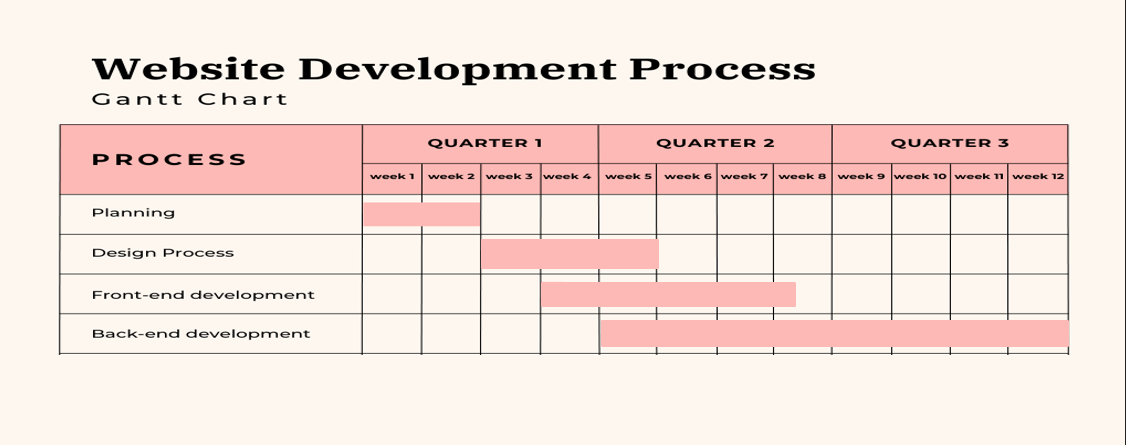 Website Development Process
Gantt Chart
PROCESS
QUARTER 1 QUARTER 2 QUARTER 3
week 1 week 2 week 3 week 4 week 5 week 6 week 7 week 8 week 9 week 10 week 11 week 12
Planning
Design Process
Front-end development
Back-end development